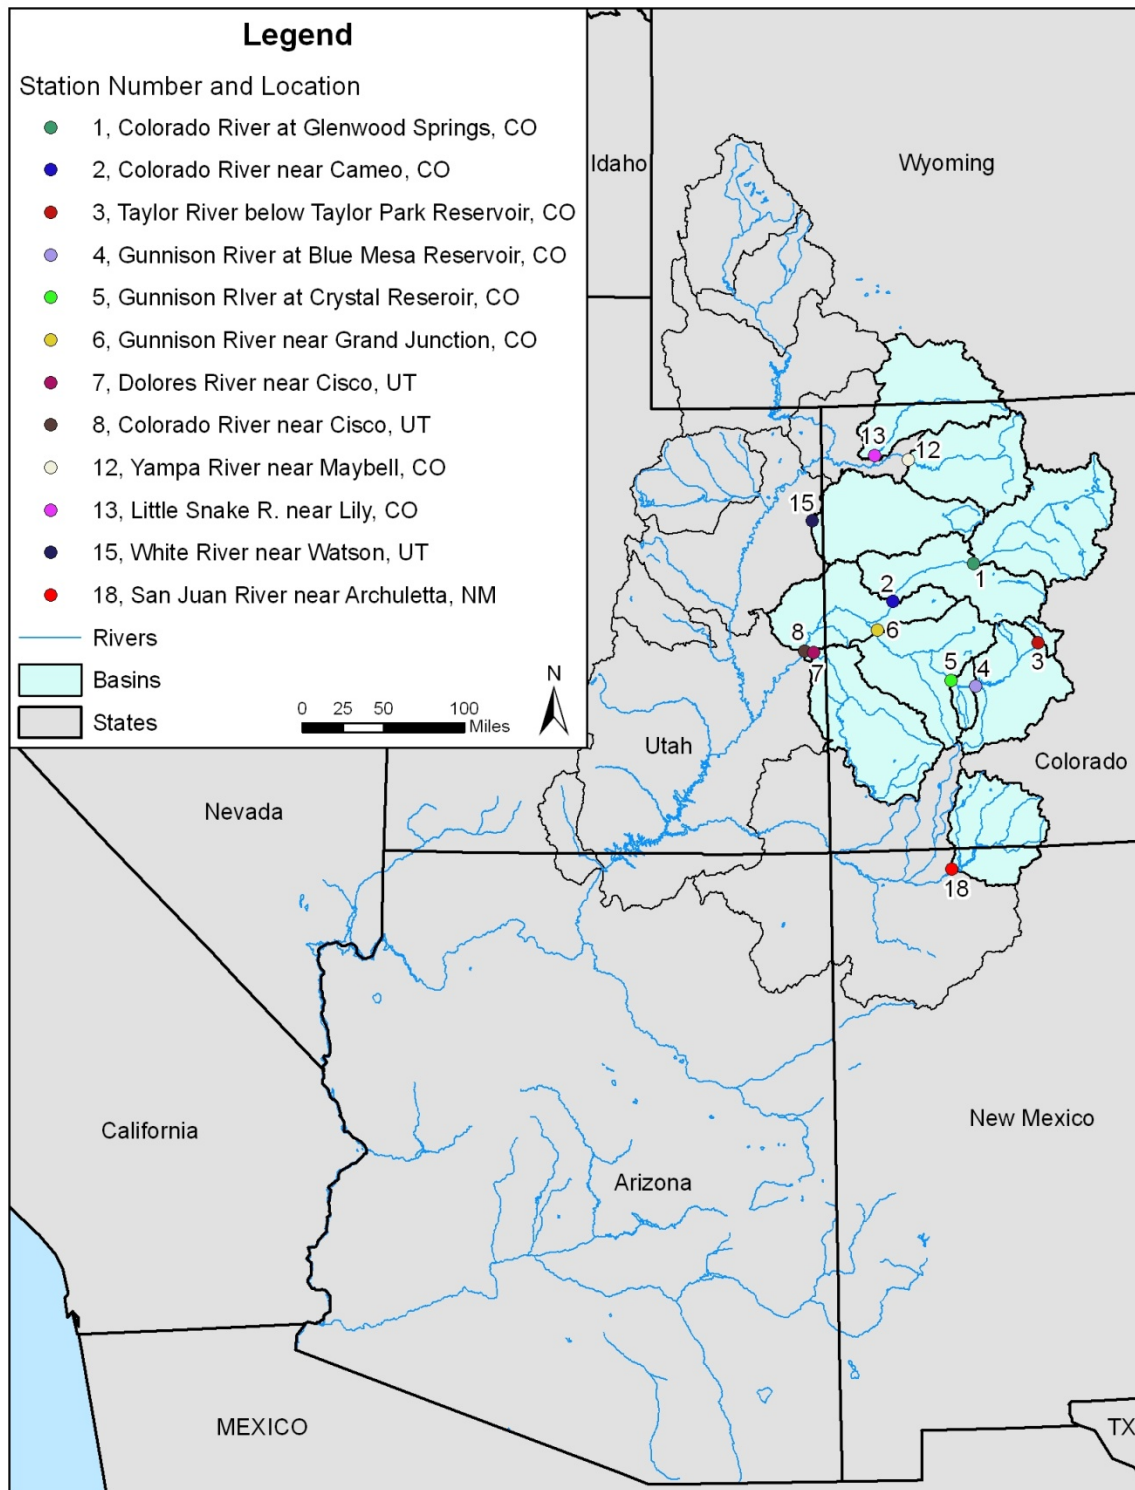 Legend
Station Number and Location
1, Colorado River at Glenwood Springs, CO
2, Colorado River near Cameo, CO
3, Taylor River below Taylor Park Reservoir, CO
4, Gunnison River at Blue Mesa Reservoir, CO
5, Gunnison RIver at Crystal Reseroir, CO
6, Gunnison River near Grand Junction, CO
7, Dolores River near Cisco, UT
8, Colorado River near Cisco, UT
12, Yampa River near Maybell, CO
13, Little Snake R. near Lily, CO
15, White River near Watson, UT
18, San Juan River near Archuletta, NM
Rivers
Basins
States
N
0 25 50 100
Miles
Idaho
Wyoming
13
12
15
1
2
6
8
7
5
4
3
Utah
Colorado
Nevada
18
California
New Mexico
Arizona
MEXICO
TX